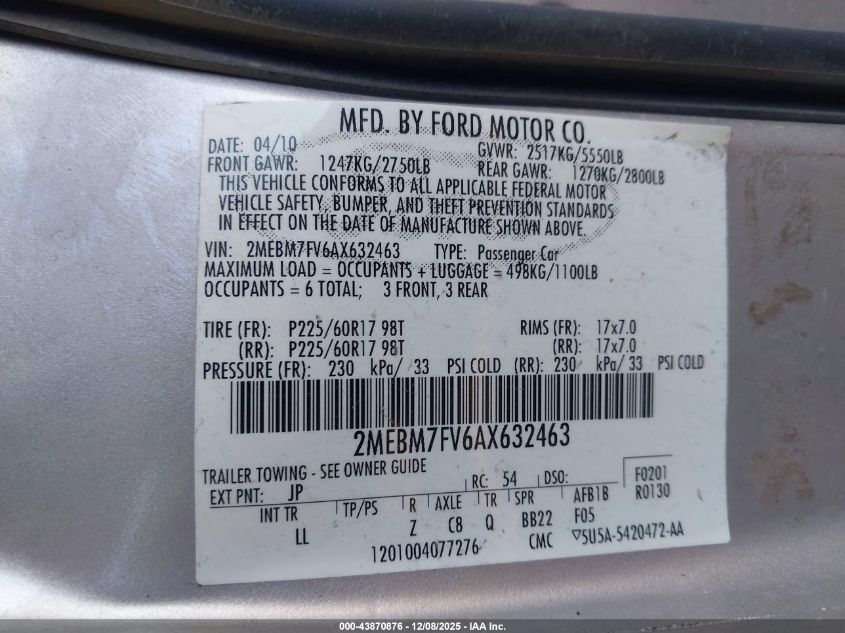 MFD. BY FORD MOTOR CO.
DATE: 04/10 GVWR: 2517KG/5550LB
FRONT GAWR: 1247KG/2750LB REAR GAWR: 1270KG/2800LB
THIS VEHICLE CONFORMS TO ALL APPLICABLE FEDERAL MOTOR
VEHICLE SAFETY, BUMPER, AND THEFT PREVENTION STANDARDS
IN EFFECT ON THE DATE OF MANUFACTURE SHOWN ABOVE.
VIN: 2MEBM7FV6AX632463 TYPE: Passenger Car
MAXIMUM LOAD = OCCUPANTS + LUGGAGE = 498KG/1100LB
OCCUPANTS = 6 TOTAL; 3 FRONT, 3 REAR
TIRE (FR): P225/60R17 98T RIMS (FR): 17x7.0
(RR): P225/60R17 98T (RR): 17x7.0
PRESSURE (FR): 230 kPa/ 33 PSI COLD (RR): 230 kPa/ 33 PSI COLD
2MEBM7FV6AX632463
TRAILER TOWING - SEE OWNER GUIDE
EXT PNT: JP RC: 54 DSO: F0201
INT TR TP/PS R AXLE TR SPR AFB1B R0130
LL Z C8 Q BB22 F05
1201004077276 CMC ▽5U5A-5420472-AA
000-43870876 | 12/08/2025 - IAA Inc.